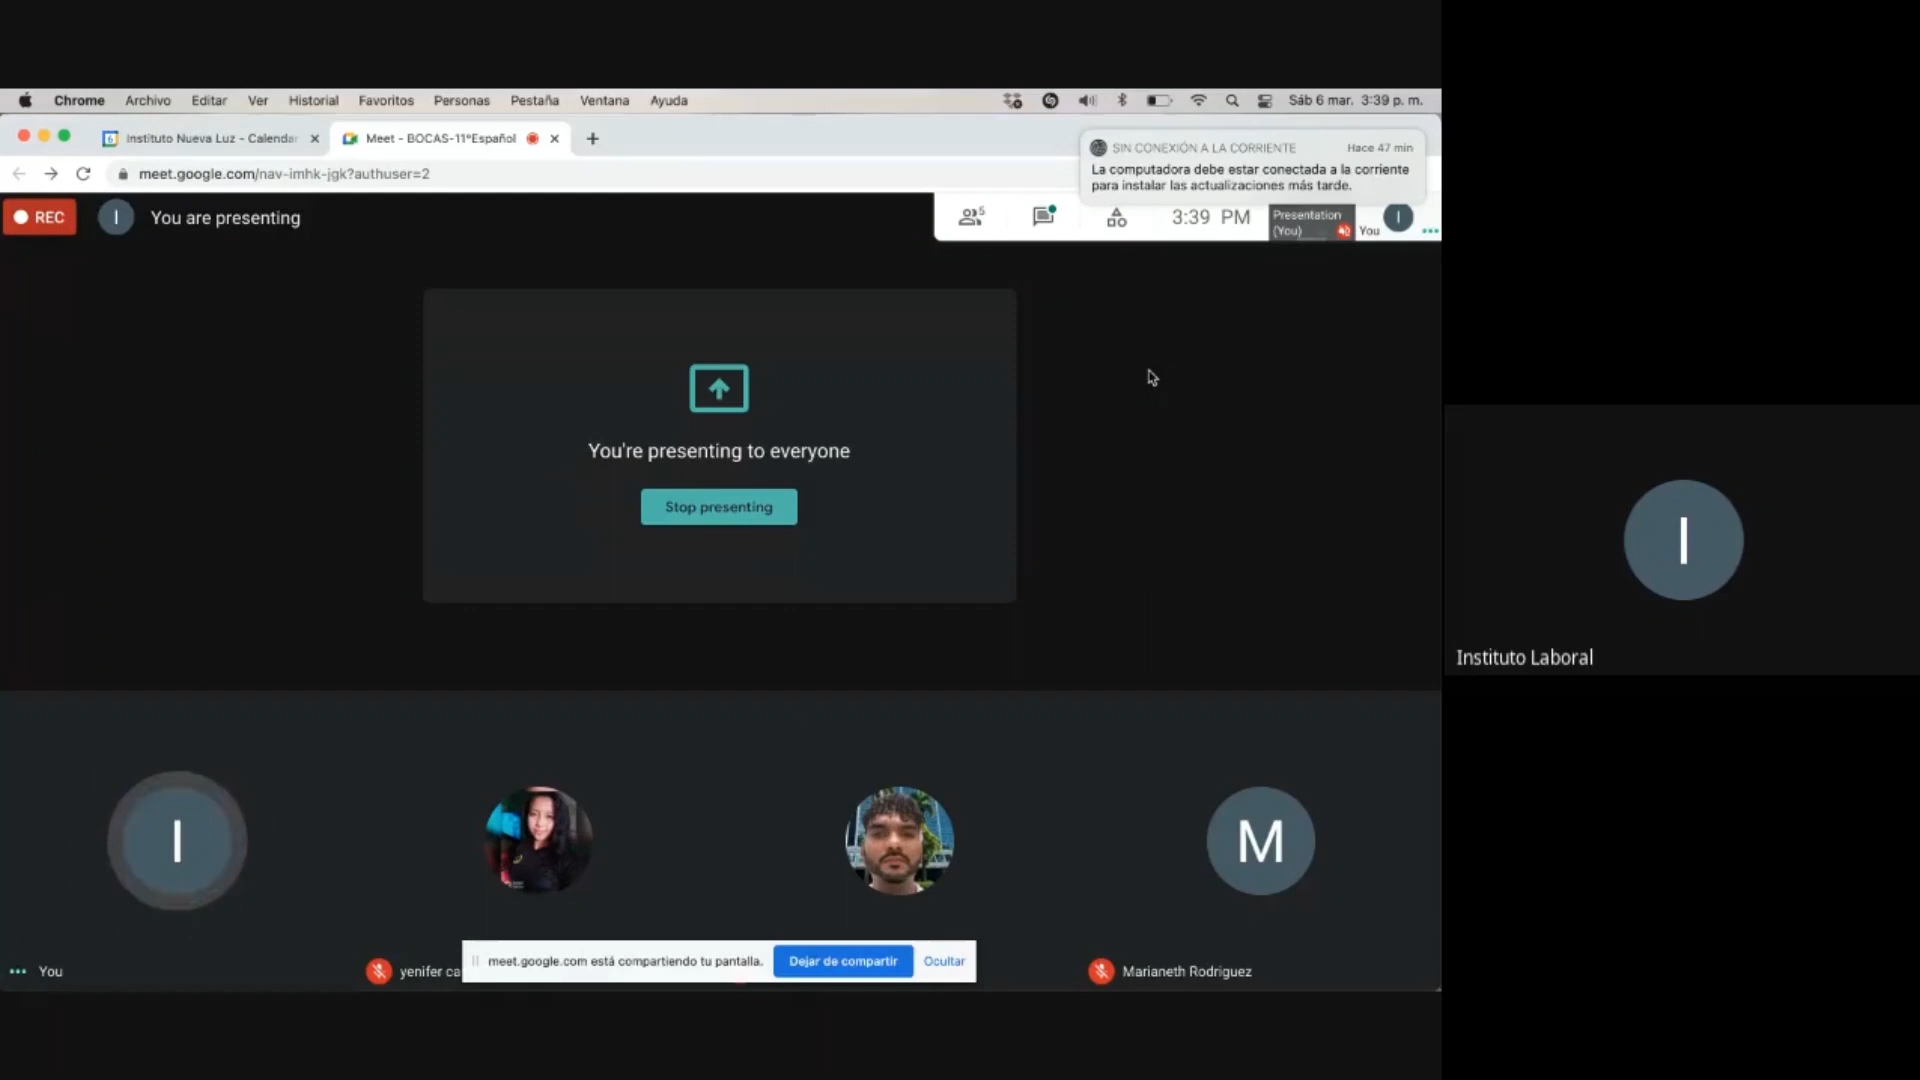 Chrome Archivo Editar Ver Historial Favoritos Personas Pestaña Ventana Ayuda Sáb 6 mar. 3:39 p. m.
Instituto Nueva Luz - Calendar Meet - BOCAS-11°Español
SIN CONEXIÓN A LA CORRIENTE Hace 47 min
La computadora debe estar conectada a la corriente
para instalar las actualizaciones más tarde.
meet.google.com/nav-imhk-jgk?authuser=2
REC I You are presenting
5 3:39 PM Presentation
(You) You I
You're presenting to everyone
Stop presenting
I
Instituto Laboral
I M
meet.google.com está compartiendo tu pantalla. Dejar de compartir Ocultar
You yenifer ca Marianeth Rodriguez